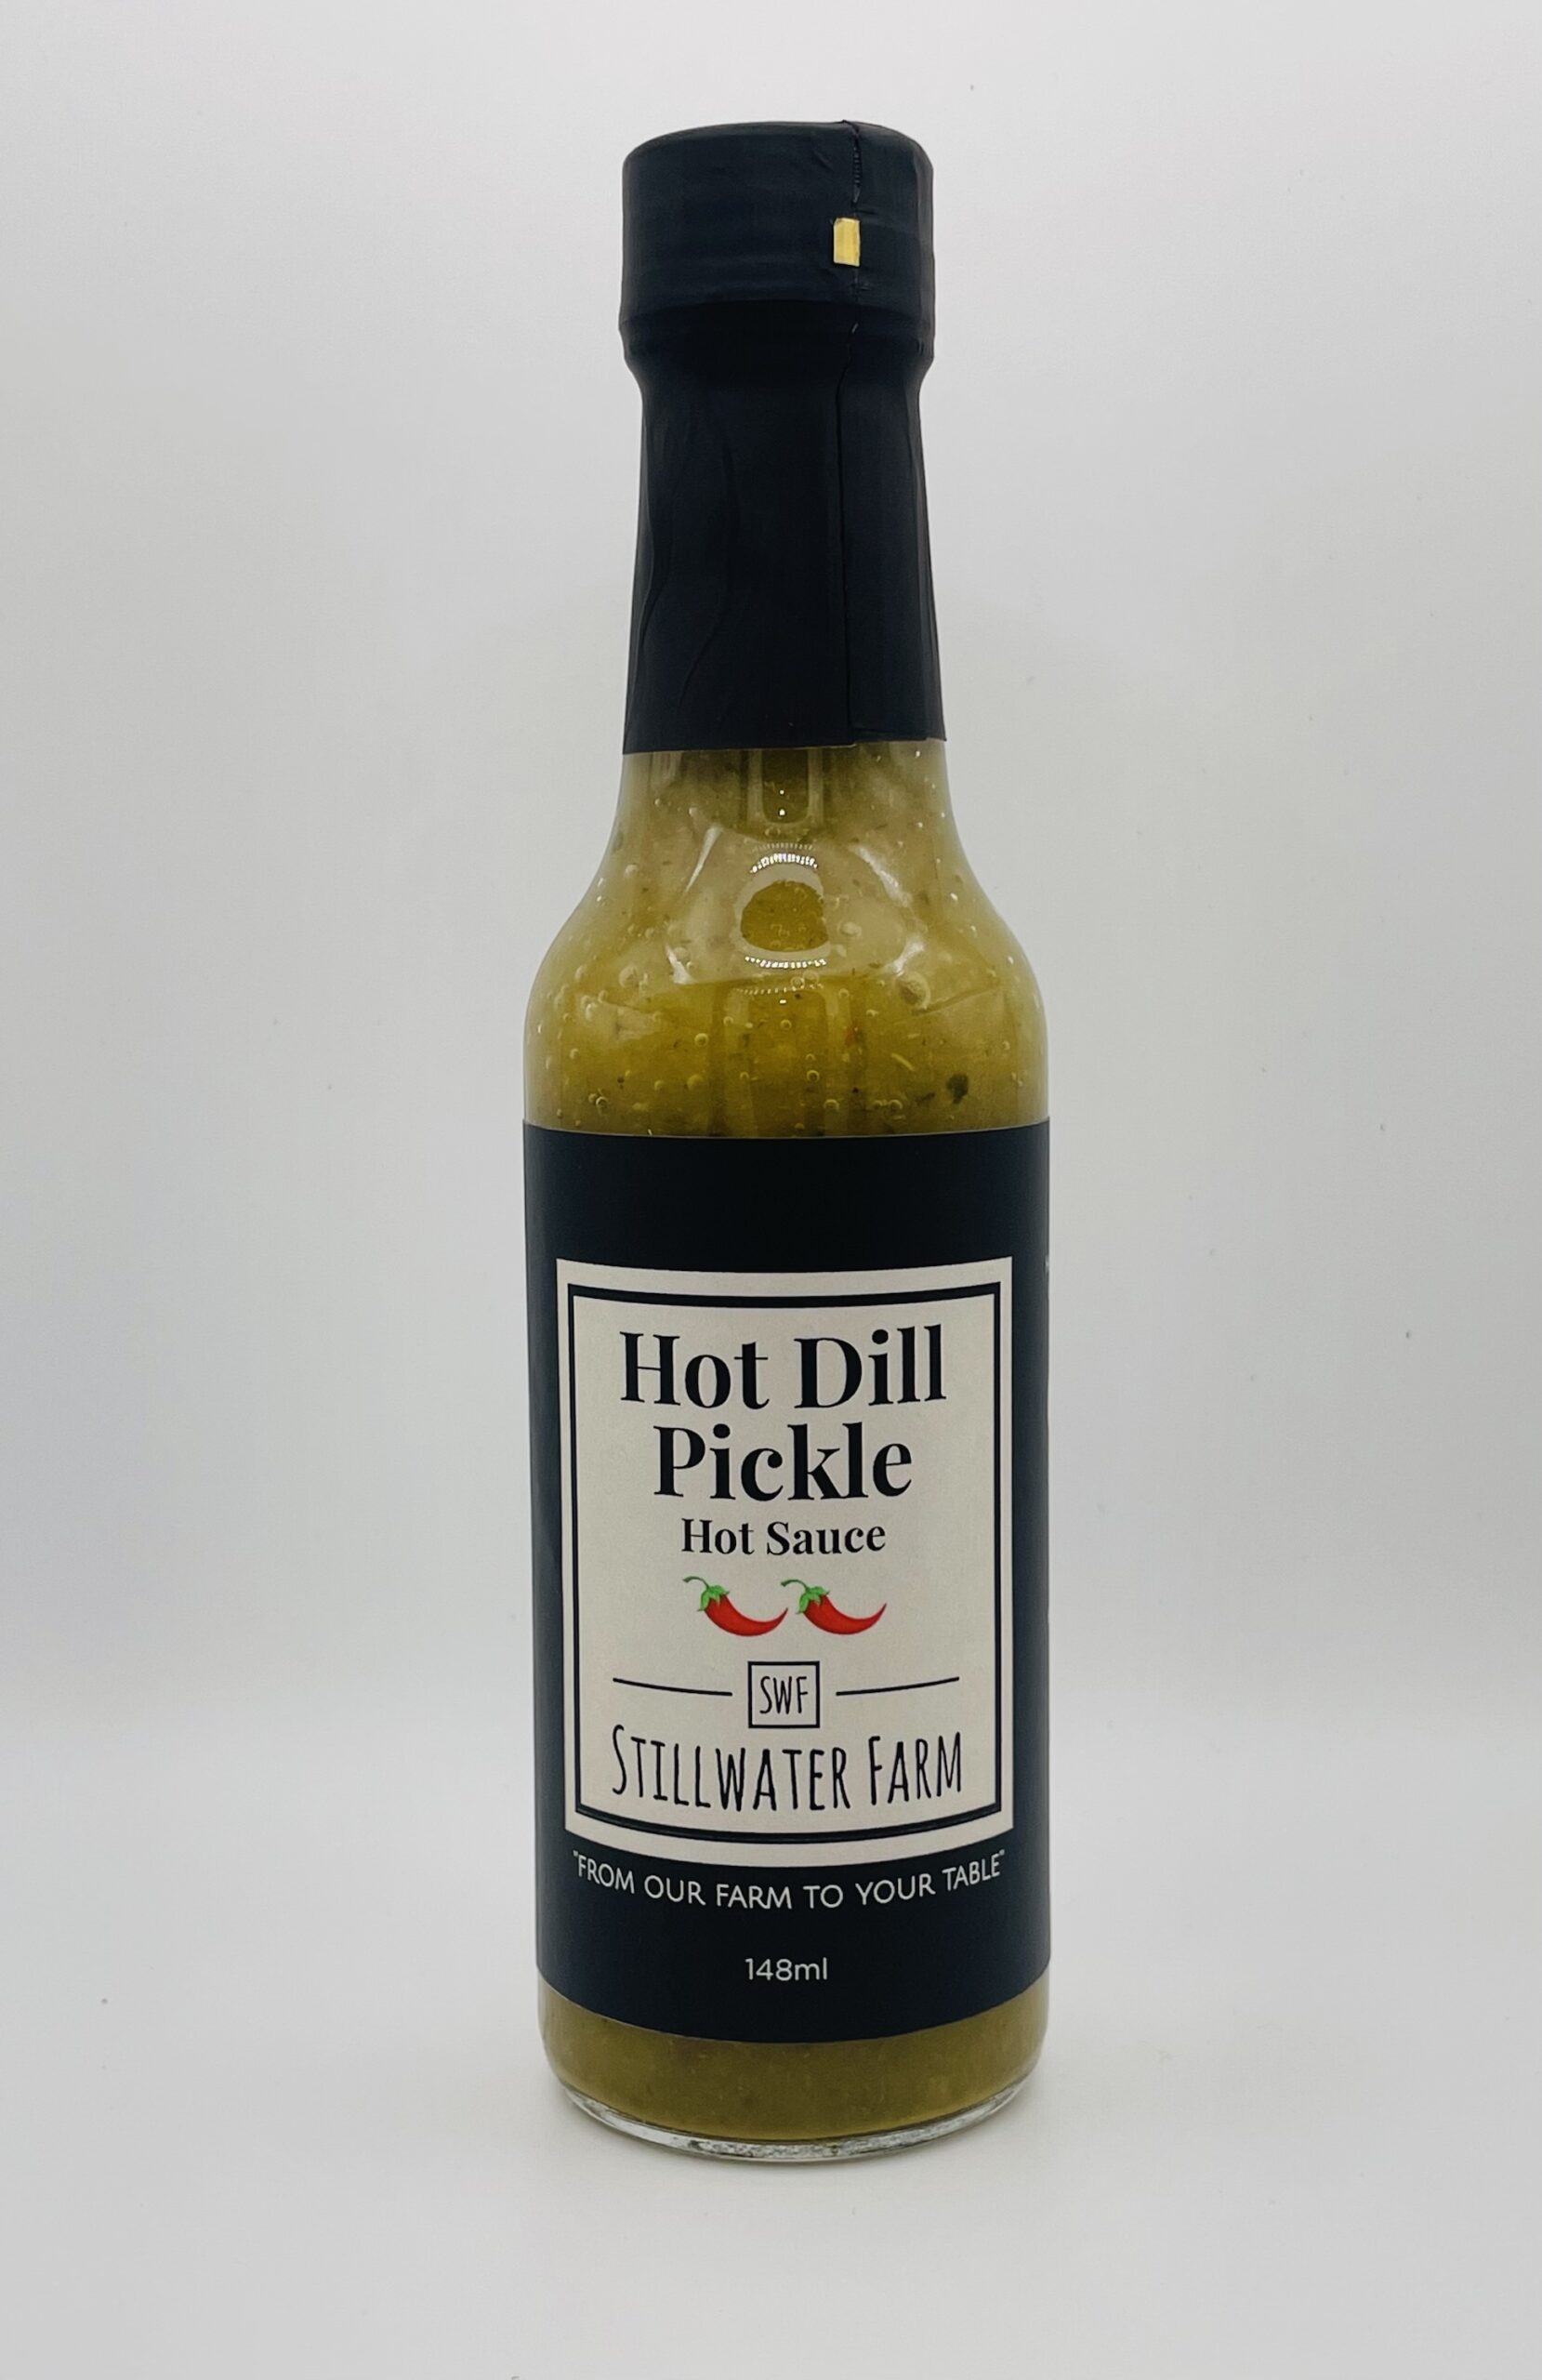 Hot Dill
Pickle
Hot Sauce
SWF
STILLWATER FARM
"FROM OUR FARM TO YOUR TABLE"
148ml